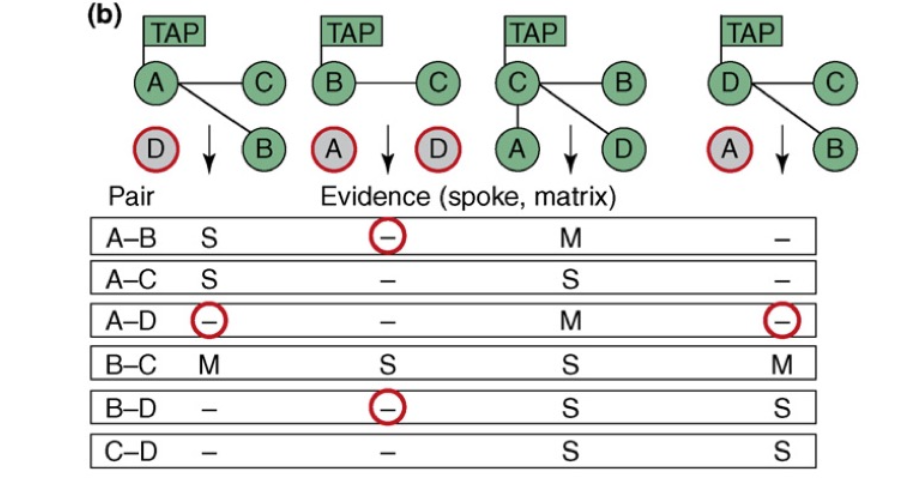 (b)
TAP TAP TAP TAP
A C B C C B D C
D B A D A D A B
Pair Evidence (spoke, matrix)
A–B S – M –
A–C S – S –
A–D – – M –
B–C M S S M
B–D – – S S
C–D – – S S